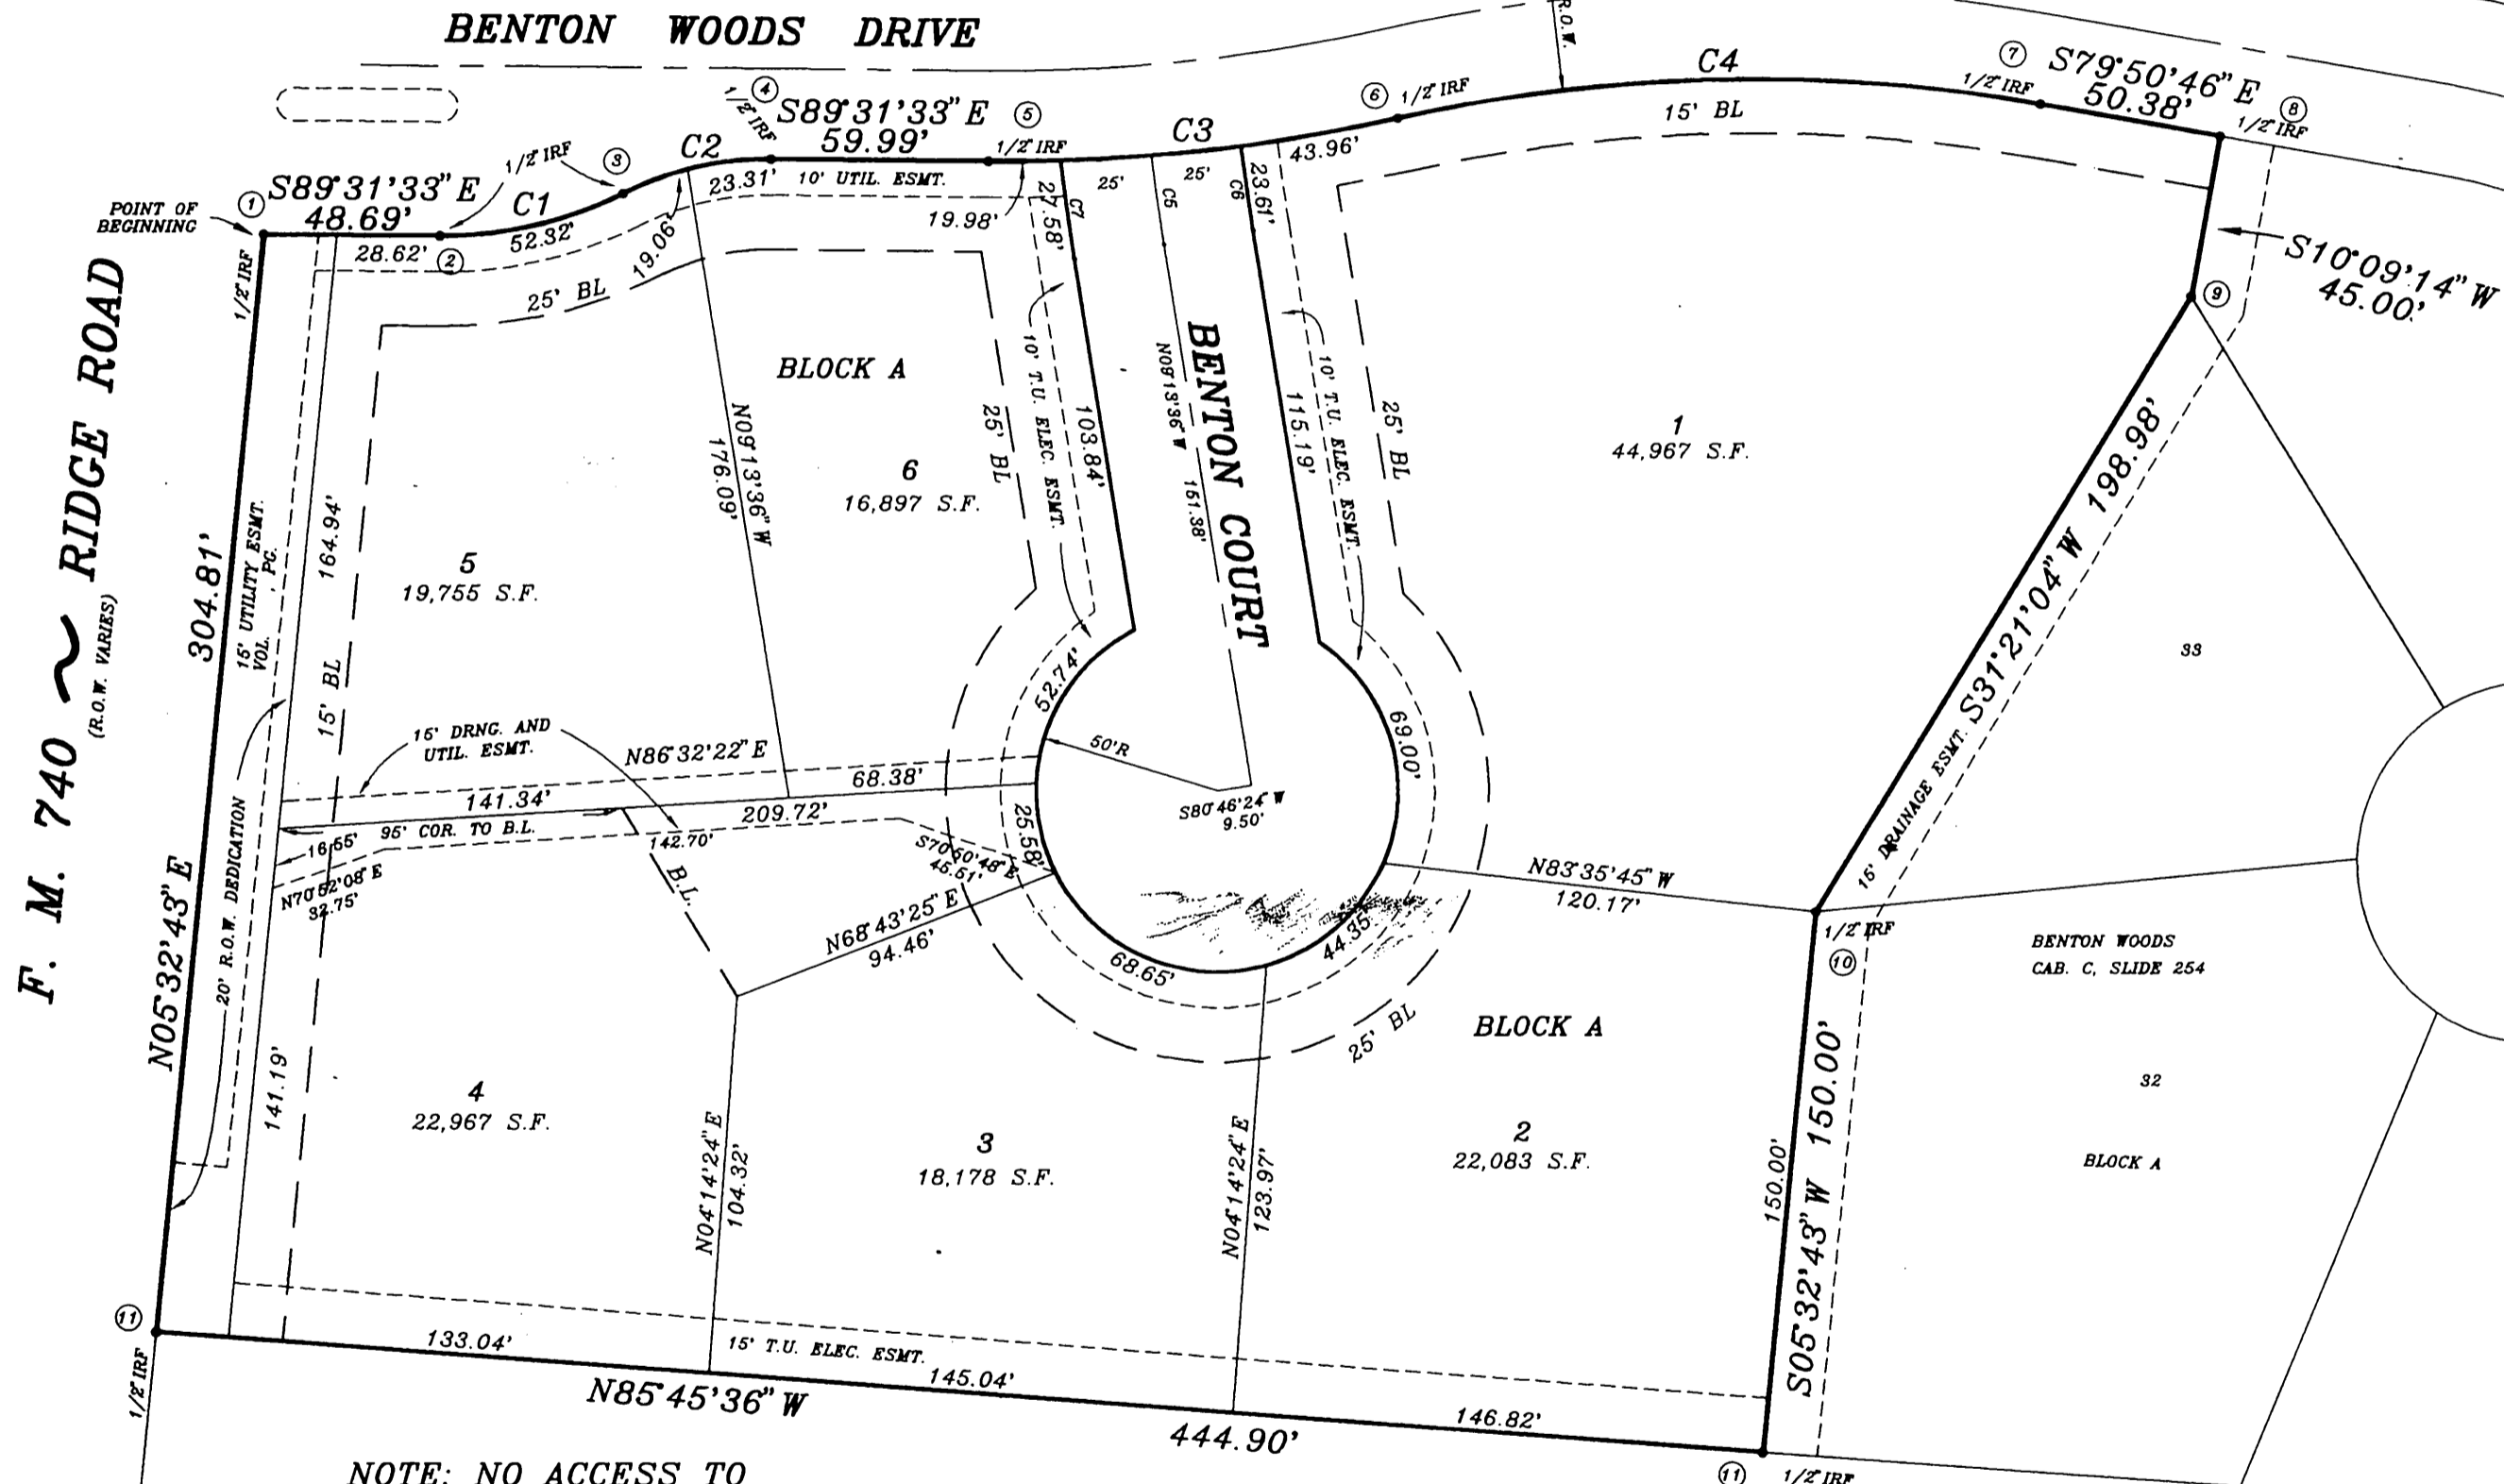 BENTON WOODS DRIVE
R.O.W.
C4
7
S79°50'46" E
50.38'
1/2" IRF
8
1/2" IRF
4
1/2" IRF
S89°31'33" E
59.99'
5
1/2" IRF
6
1/2" IRF
C3
43.96'
15' BL
1/2" IRF
3
C2
23.31'
10' UTIL. ESMT.
25'
25'
POINT OF
BEGINNING
1
S89°31'33" E
48.69'
C1
52.32'
28.62'
2
19.06'
19.98'
27.58'
C7
C5
C6
23.61'
S10°09'14" W
45.00'
9
1/2" IRF
25' BL
F. M. 740 ~ RIDGE ROAD
(R.O.W. VARIES)
BLOCK A
N09°13'36" W
176.09'
25' BL
10' T.U. ELEC. ESMT.
103.84'
N09°13'36" W
151.38'
BENTON COURT
115.19'
10' T.U. ELEC. ESMT.
25' BL
1
44,967 S.F.
6
16,897 S.F.
5
19,755 S.F.
304.81'
15' UTILITY ESMT.
VOL. , PG.
164.94'
15' BL
S31°21'04" W 198.98'
15' DRAINAGE ESMT.
33
52.74'
69.00'
50'R
S80°46'24" W
9.50'
15' DRNG. AND
UTIL. ESMT.
N86°32'22" E
68.38'
141.34'
209.72'
95' COR. TO B.L.
142.70'
16.55'
N70°52'08" E
32.75'
S70°50'48" E
45.51'
25.58'
B.L.
N68°43'25" E
94.46'
N83°35'45" W
120.17'
1/2" IRF
10
BENTON WOODS
CAB. C, SLIDE 254
68.65'
44.35'
25' BL
BLOCK A
20' R.O.W. DEDICATION
N05°32'43" E
141.19'
4
22,967 S.F.
N04°14'24" E
104.32'
3
18,178 S.F.
N04°14'24" E
123.97'
2
22,083 S.F.
150.00'
S05°32'43" W 150.00'
32
BLOCK A
11
1/2" IRF
133.04'
15' T.U. ELEC. ESMT.
145.04'
N85°45'36" W
146.82'
444.90'
11
1/2" IRF
NOTE: NO ACCESS TO